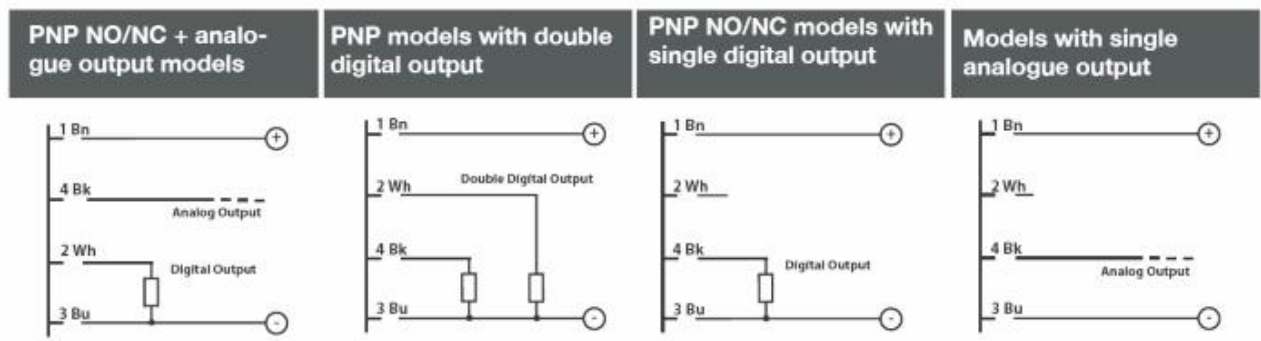 PNP NO/NC + analo-
gue output models
PNP models with double
digital output
PNP NO/NC models with
single digital output
Models with single
analogue output
1 Bn
+
4 Bk
Analog Output
2 Wh
Digital Output
3 Bu
-
1 Bn
+
2 Wh
Double Digital Output
4 Bk
3 Bu
-
1 Bn
+
2 Wh
4 Bk
Digital Output
3 Bu
-
1 Bn
+
2 Wh
4 Bk
Analog Output
3 Bu
-